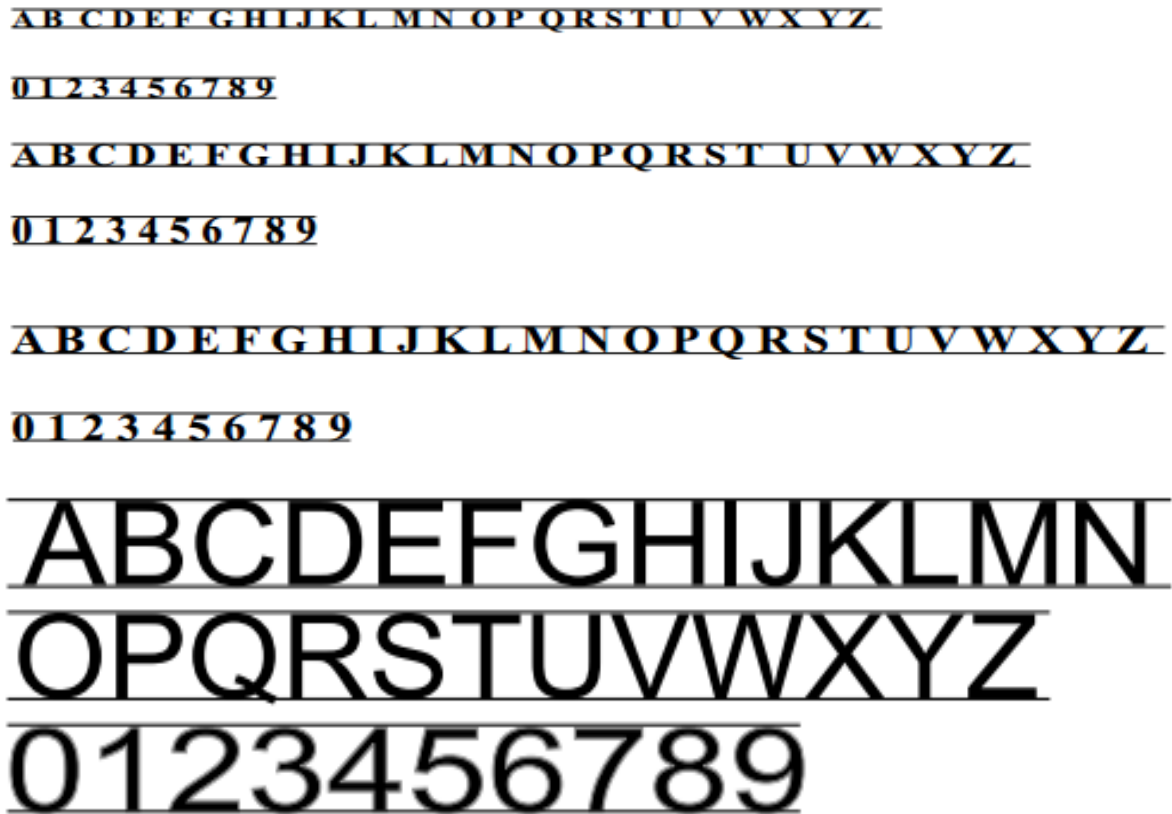 A B C D E F G H I J K L M N O P Q R S T U V W X Y Z
0 1 2 3 4 5 6 7 8 9
A B C D E F G H I J K L M N O P Q R S T U V W X Y Z
0 1 2 3 4 5 6 7 8 9
A B C D E F G H I J K L M N O P Q R S T U V W X Y Z
0 1 2 3 4 5 6 7 8 9
ABCDEFGHIJKLMN
OPQRSTUVWXYZ
0123456789